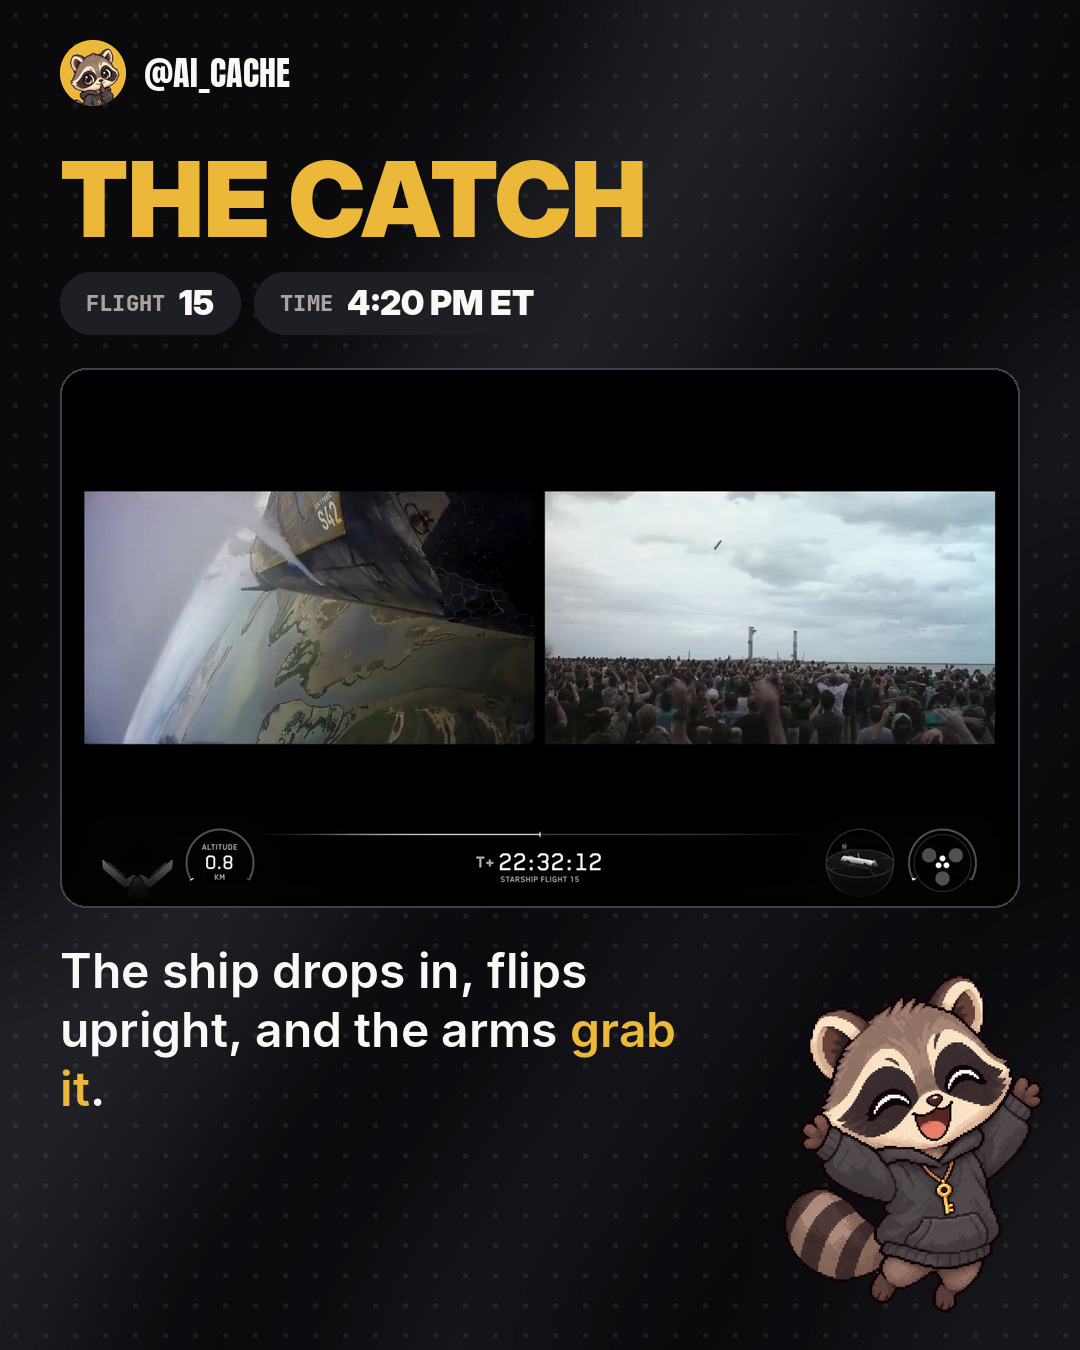 @AI_CACHE
THE CATCH
FLIGHT 15
TIME 4:20 PM ET
S42
ALTITUDE
0.8
KM
T+ 22:32:12
STARSHIP FLIGHT 15
N
The ship drops in, flips
upright, and the arms grab
it.